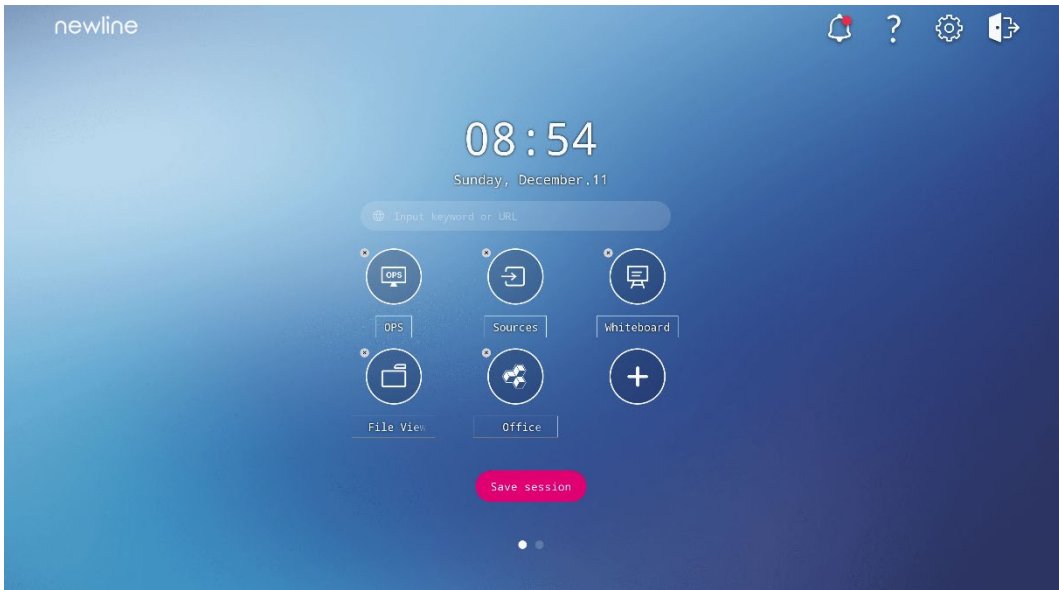 newline
?
08:54
Sunday, December.11
Input keyword or URL
OPS
OPS
Sources
Whiteboard
File View
Office
Save session